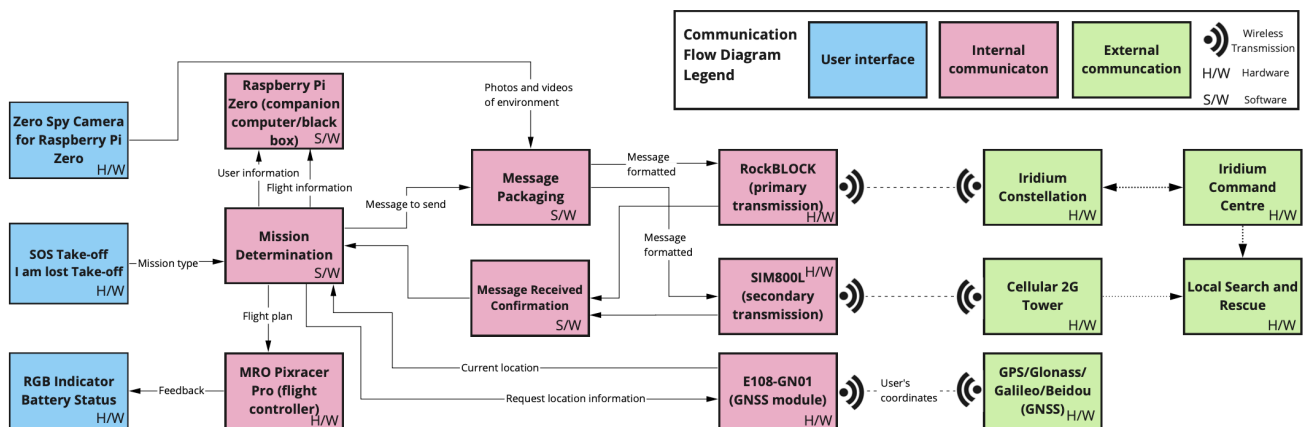 Communication
Flow Diagram
Legend
User interface
Internal
communicaton
External
communcation
Wireless
Transmission
H/W Hardware
S/W Software
Zero Spy Camera
for Raspberry Pi
Zero
H/W
Raspberry Pi
Zero (companion
computer/black
box)
S/W
Photos and videos
of environment
User information
Flight information
Message
Packaging
S/W
Message
formatted
RockBLOCK
(primary
transmission)
H/W
Iridium
Constellation
H/W
Iridium
Command
Centre
H/W
Message to send
SOS Take-off
I am lost Take-off
H/W
Mission type
Mission
Determination
S/W
Message
formatted
Message Received
Confirmation
S/W
SIM800L
H/W
(secondary
transmission)
Cellular 2G
Tower
H/W
Local Search and
Rescue
H/W
Flight plan
RGB Indicator
Battery Status
H/W
Feedback
MRO Pixracer
Pro (flight
controller)
H/W
Current location
Request location information
E108-GN01
(GNSS module)
H/W
User's
coordinates
GPS/Glonass/
Galileo/Beidou
(GNSS)
H/W